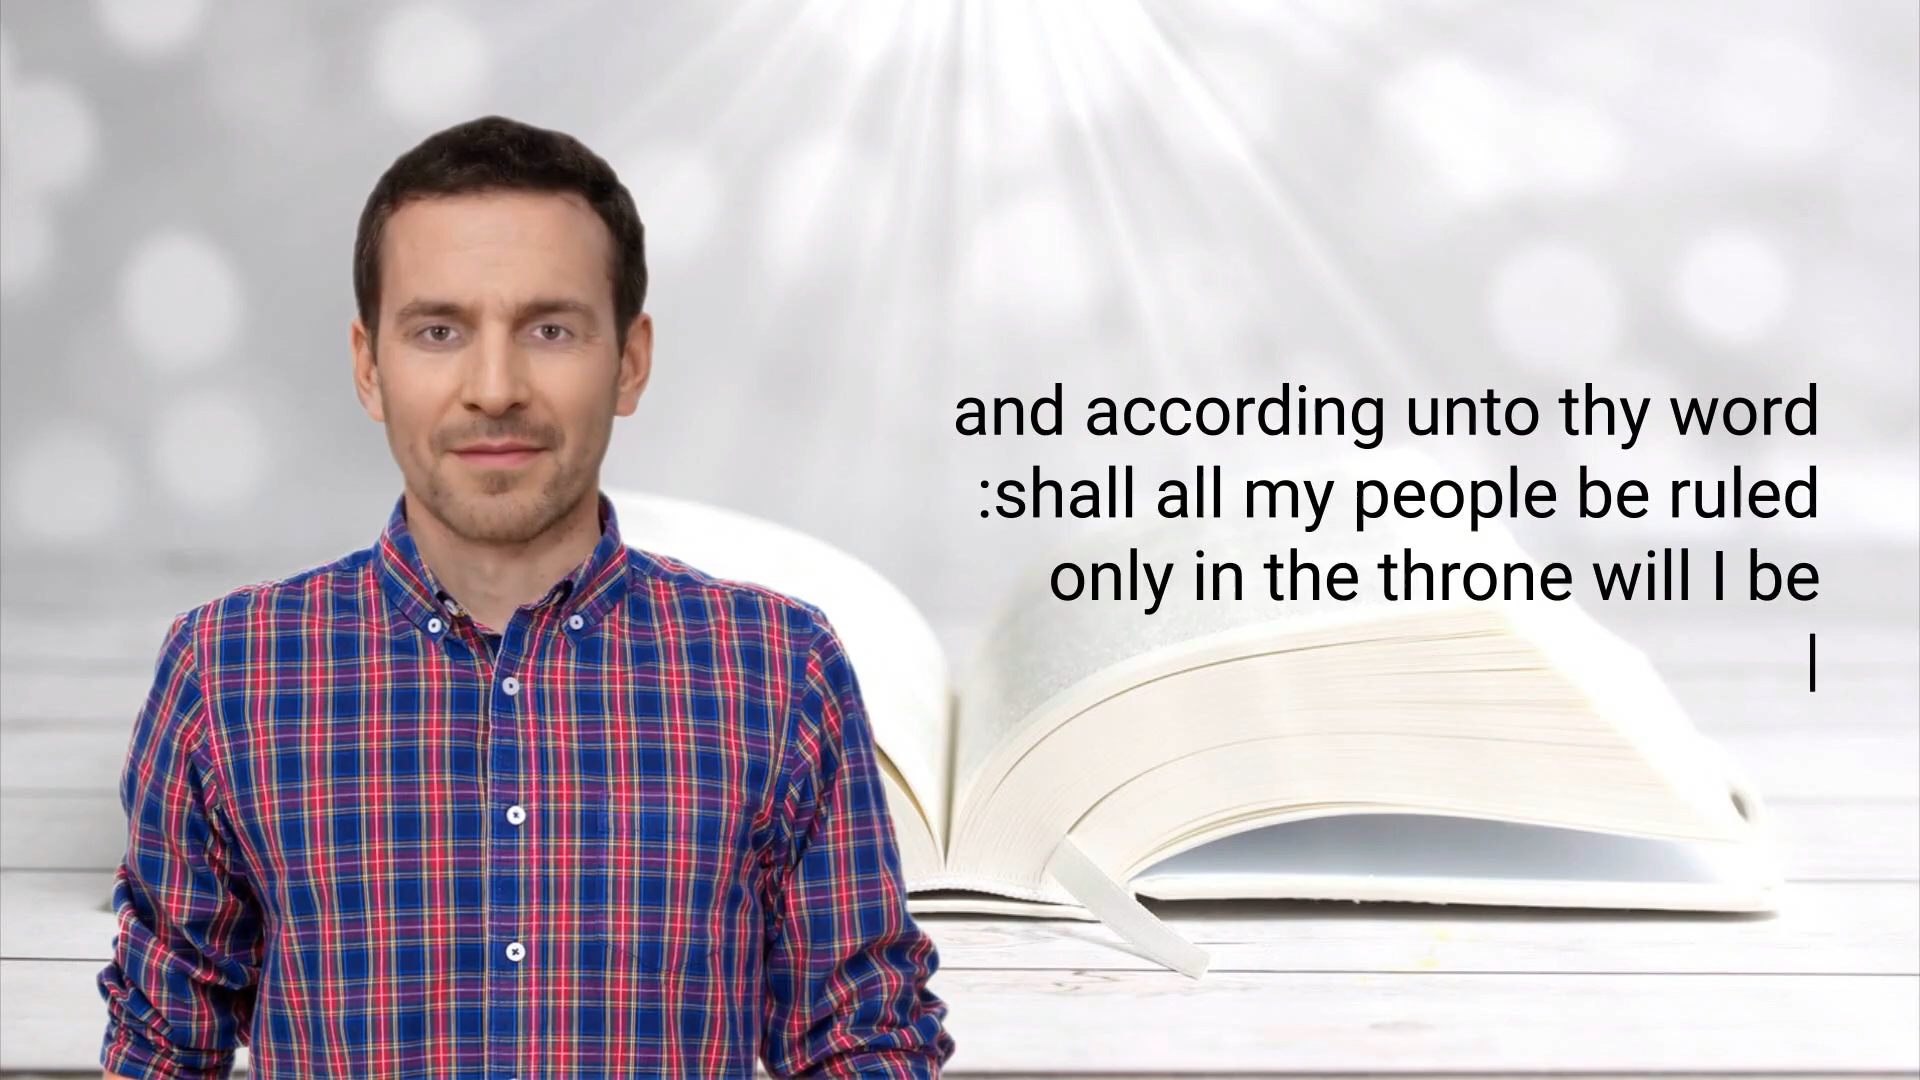 and according unto thy word
:shall all my people be ruled
only in the throne will I be
|